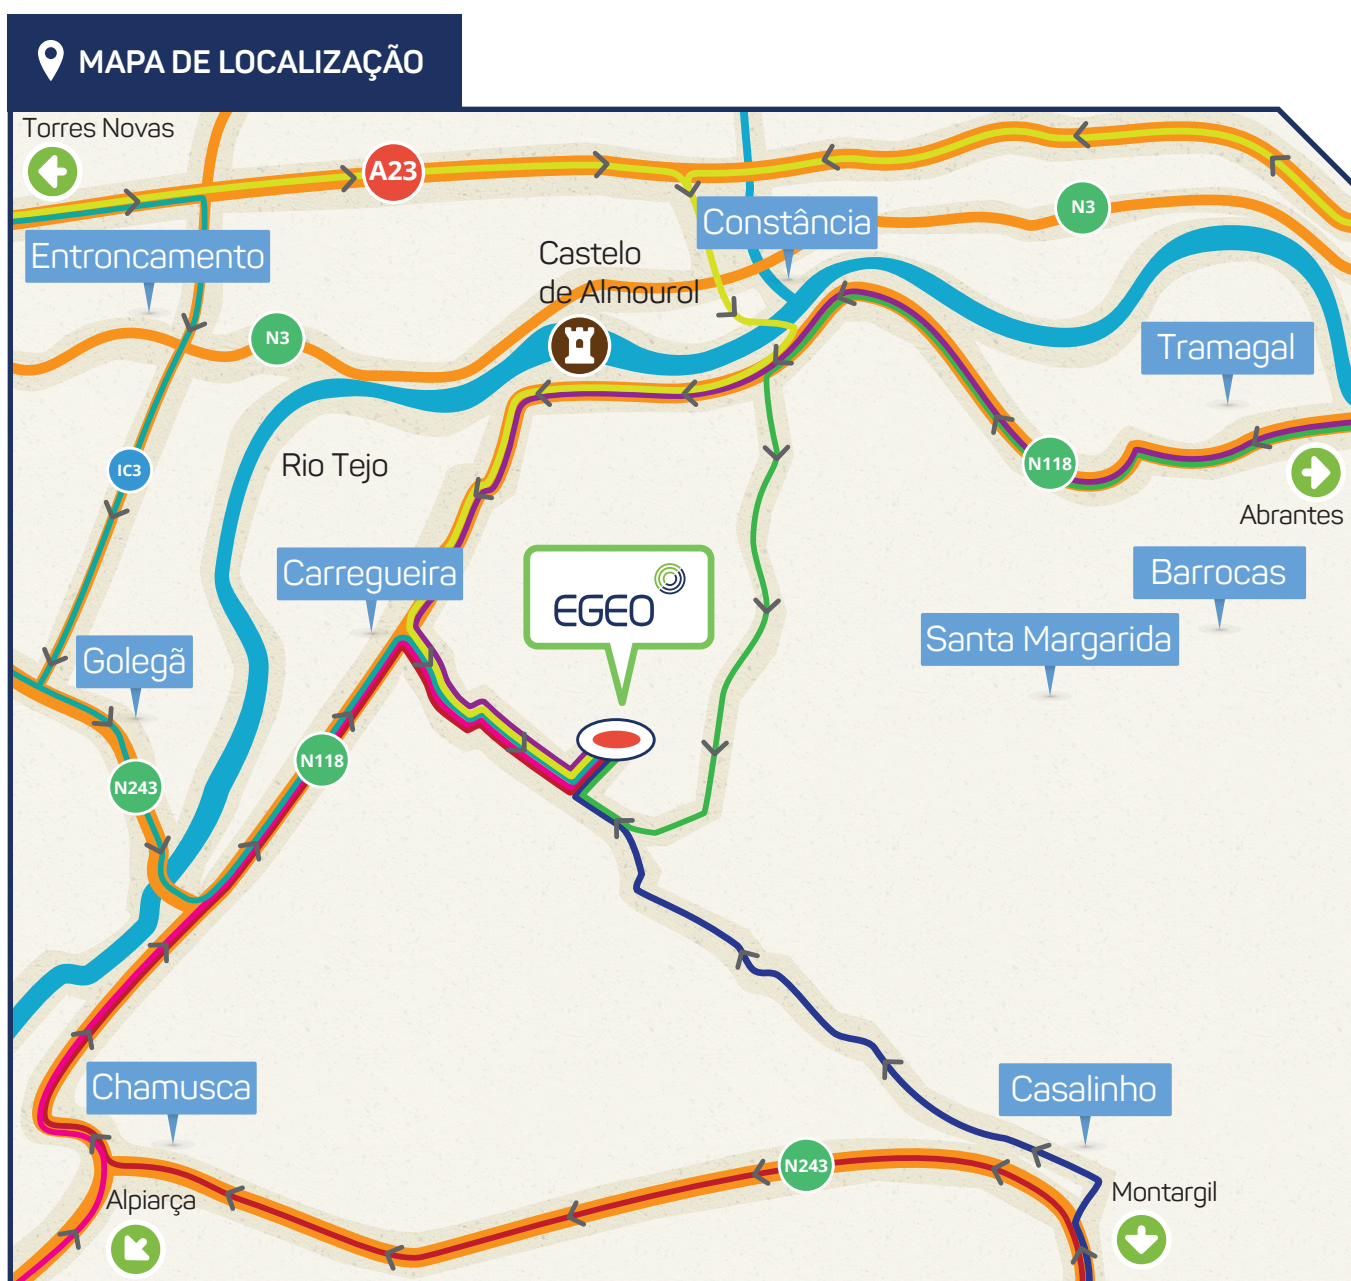 MAPA DE LOCALIZAÇÃO
Torres Novas
A23
N3
Constância
Entroncamento
Castelo
de Almourol
N3
Tramagal
IC3
Rio Tejo
N118
Abrantes
Carregueira
EGEO
Barrocas
Santa Margarida
Golegã
N118
N243
Chamusca
Casalinho
N243
Alpiarça
Montargil